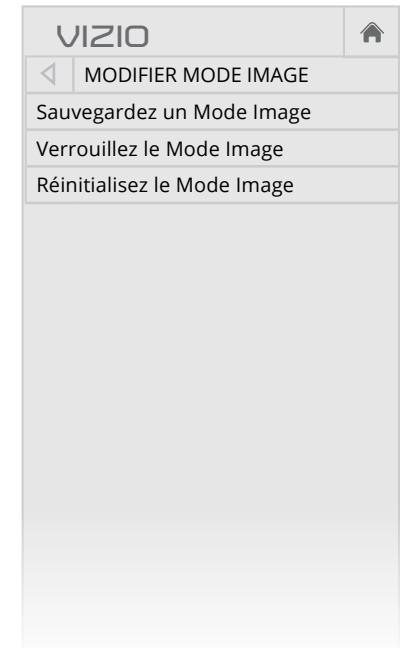 VIZIO
MODIFIER MODE IMAGE
Sauvegardez un Mode Image
Verrouillez le Mode Image
Réinitialisez le Mode Image